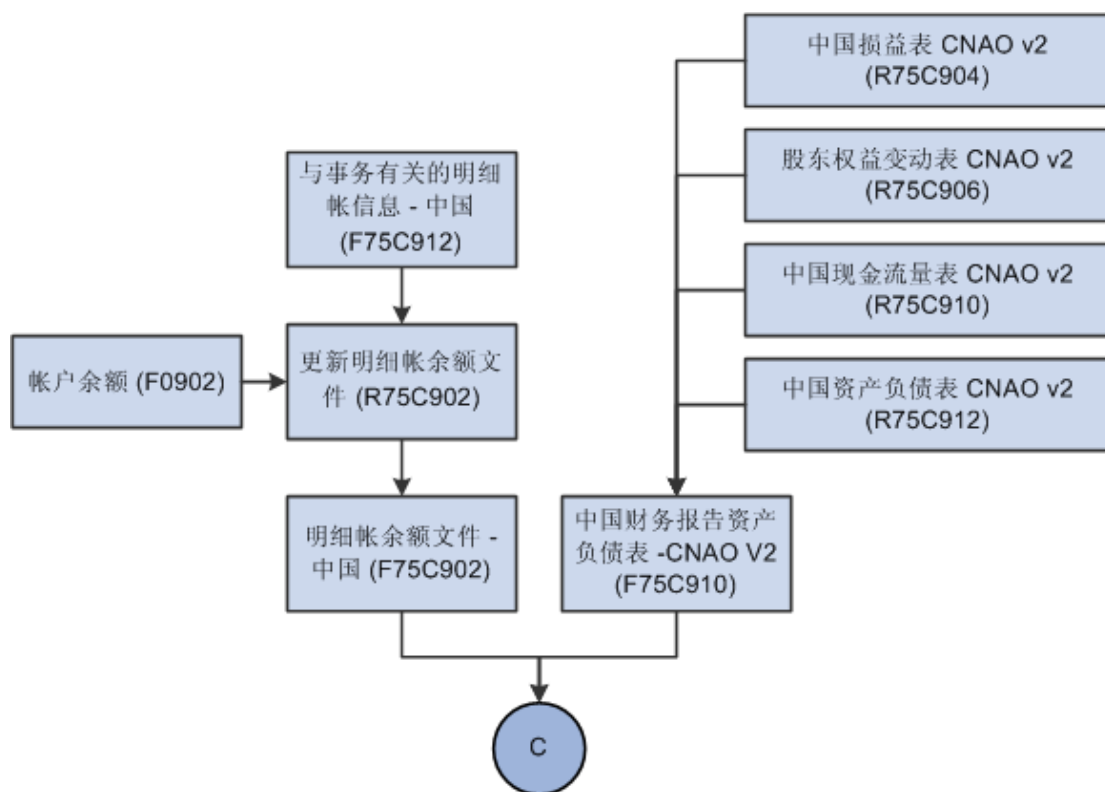 中国损益表 CNAO v2
(R75C904)
股东权益变动表 CNAO v2
(R75C906)
与事务有关的明细
帐信息 - 中国
(F75C912)
中国现金流量表 CNAO v2
(R75C910)
帐户余额 (F0902)
更新明细帐余额文
件 (R75C902)
中国资产负债表 CNAO v2
(R75C912)
明细帐余额文件 -
中国 (F75C902)
中国财务报告资产
负债表 -CNAO V2
(F75C910)
C